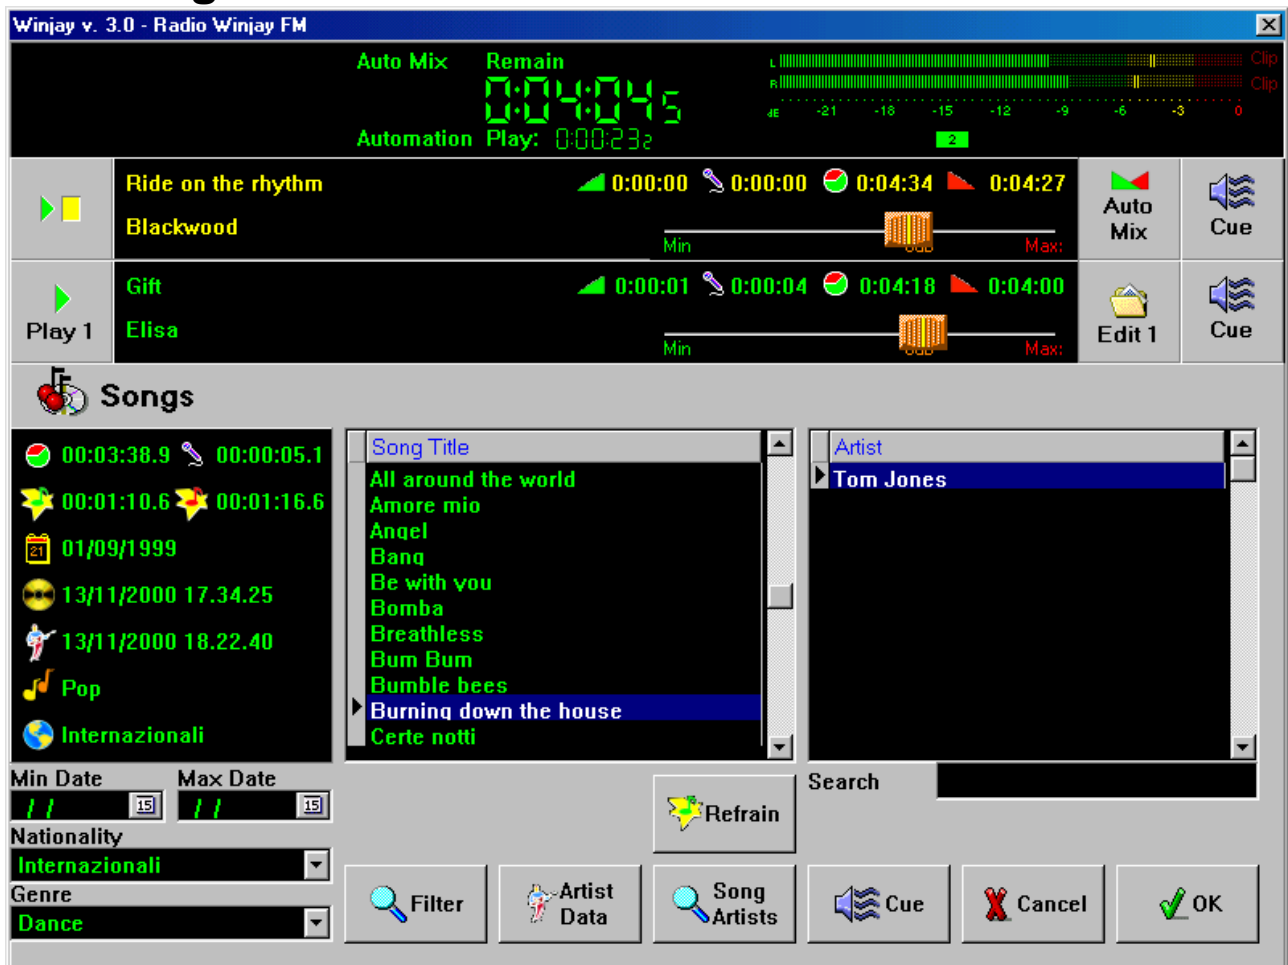 Winjay v. 3.0 - Radio Winjay FM
Auto Mix Remain
0:04:04 5
L Clip
R Clip
dB -21 -18 -15 -12 -9 -6 -3 0
Automation Play: 0:00:23 2
2
Ride on the rhythm 0:00:00 0:00:00 0:04:34 0:04:27
Blackwood
Min 0db Max:
Auto Mix
Cue
Play 1
Gift 0:00:01 0:00:04 0:04:18 0:04:00
Elisa
Min 0db Max:
Edit 1
Cue
Songs
00:03:38.9 00:00:05.1
00:01:10.6 00:01:16.6
21 01/09/1999
13/11/2000 17.34.25
13/11/2000 18.22.40
Pop
Internazionali
Song Title
All around the world
Amore mio
Angel
Bang
Be with you
Bomba
Breathless
Bum Bum
Bumble bees
Burning down the house
Certe notti
Artist
Tom Jones
Min Date Max Date
/ / 15 / / 15
Nationality
Internazionali
Genre
Dance
Search
Refrain
Filter
Artist Data
Song Artists
Cue
Cancel
OK